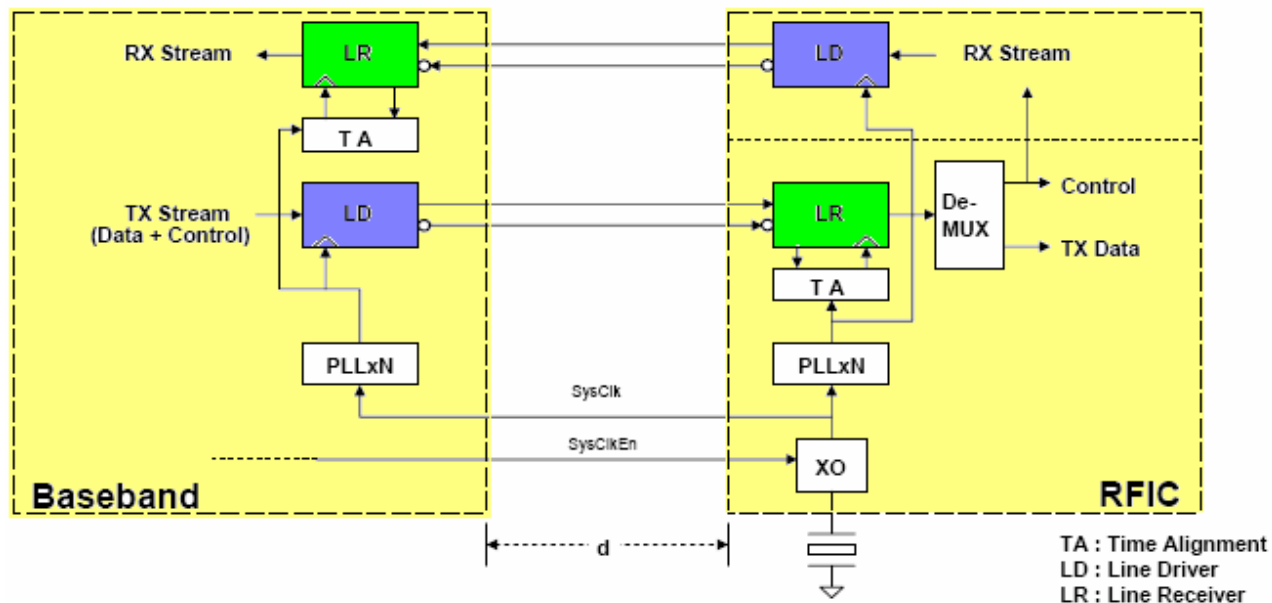 RX Stream
LR
LD
RX Stream
T A
TX Stream
(Data + Control)
LD
LR
De-
MUX
Control
TX Data
T A
PLLxN
PLLxN
SysClk
SysClkEn
XO
Baseband
RFIC
d
TA : Time Alignment
LD : Line Driver
LR : Line Receiver